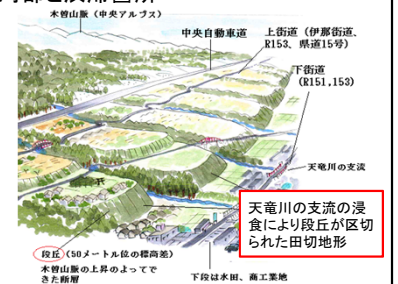 木曽山脈（中央アルプス）
中央自動車道
上街道（伊那街道、
R153、県道15号）
下街道
（R151,153）
天竜川の支流
天竜川の支流の浸
食により段丘が区切
られた田切地形
段丘（50メートル位の標高差）
木曽山脈の上昇のよってで
きた断層
下段は水田、商工業地